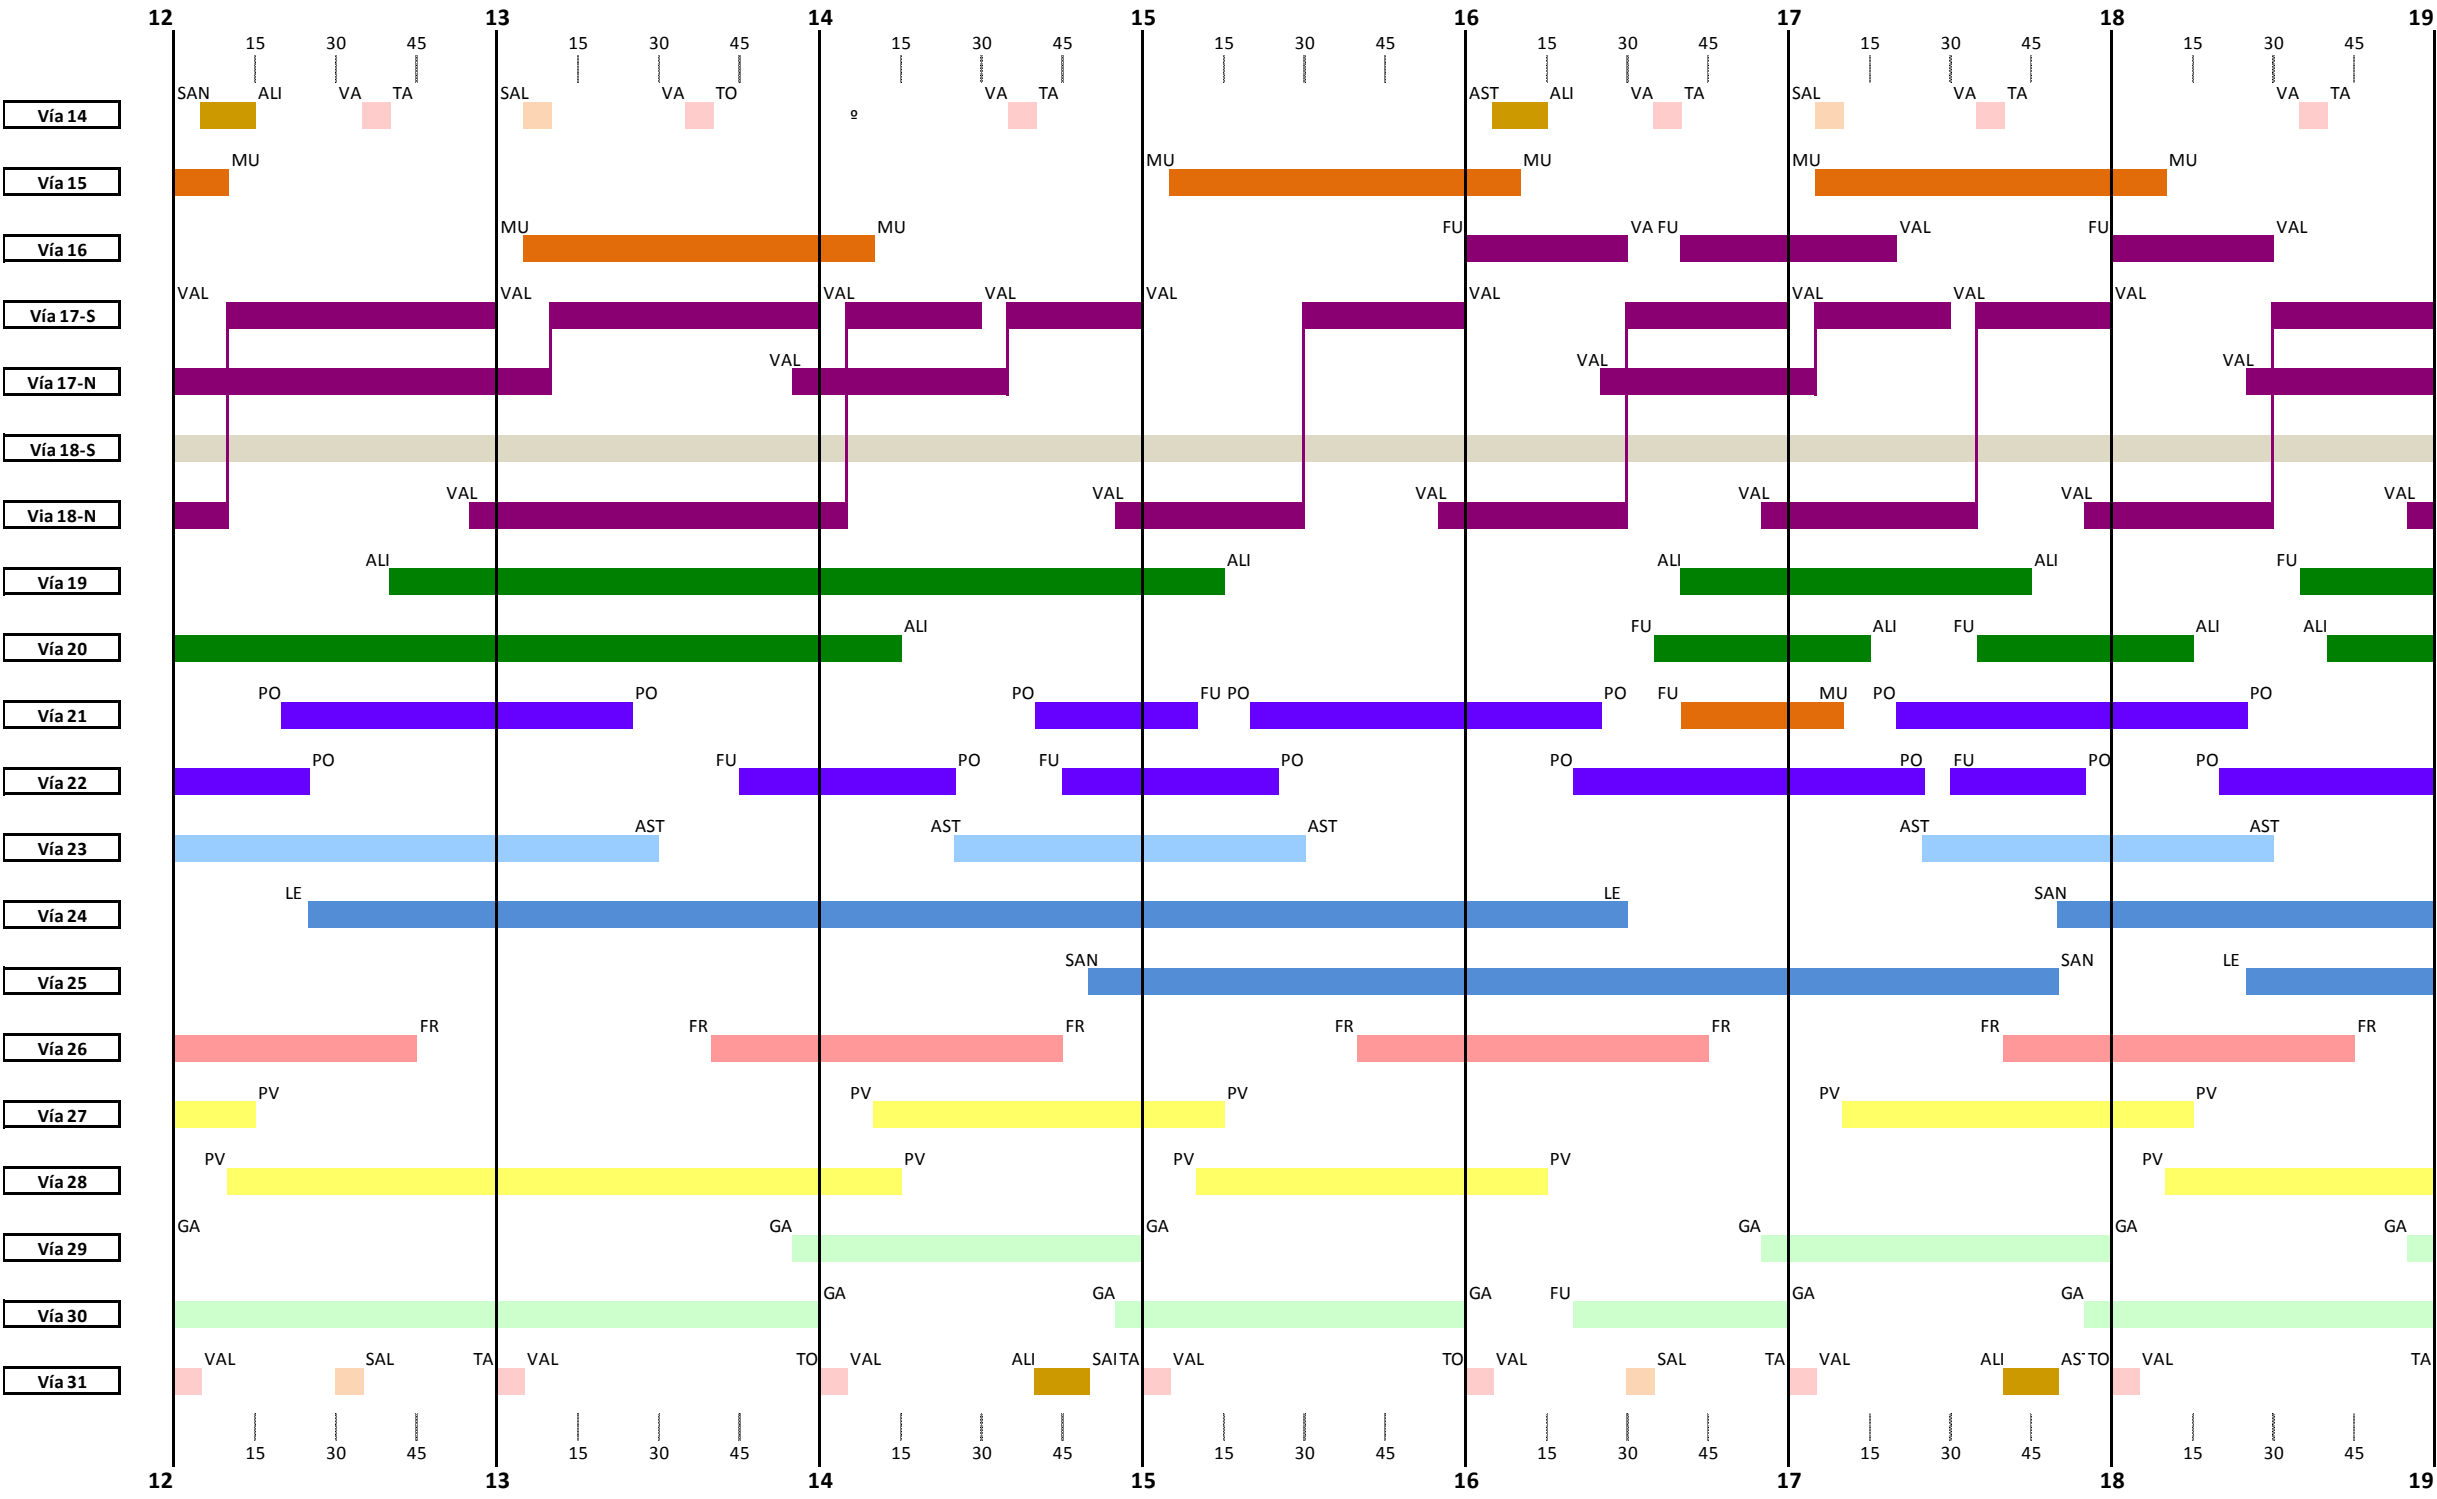 12 13 14 15 16 17 18 19
15 30 45 15 30 45 15 30 45 15 30 45 15 30 45 15 30 45 15 30 45
SAN ALI VA TA SAL VA TO VA TA AST ALI VA TA SAL VA TA VA TA
Vía 14 º
MU MU MU MU MU
Vía 15
MU MU FU VA FU VAL FU VAL
Vía 16
VAL VAL VAL VAL VAL VAL VAL VAL VAL
Vía 17-S
VAL VAL VAL
Vía 17-N
Vía 18-S
VAL VAL VAL VAL VAL VAL
Via 18-N
ALI ALI ALI ALI FU
Vía 19
ALI FU ALI FU ALI ALI
Vía 20
PO PO PO FU PO PO FU MU PO PO
Vía 21
PO FU PO FU PO PO PO FU PO PO
Vía 22
AST AST AST AST AST
Vía 23
LE LE SAN
Vía 24
SAN SAN LE
Vía 25
FR FR FR FR FR FR FR
Vía 26
PV PV PV PV PV
Vía 27
PV PV PV PV PV
Vía 28
GA GA GA GA GA GA
Vía 29
GA GA GA FU GA GA
Vía 30
VAL SAL TA VAL TO VAL ALI SAI TA VAL TO VAL SAL TA VAL ALI AS TO VAL TA
Vía 31
15 30 45 15 30 45 15 30 45 15 30 45 15 30 45 15 30 45 15 30 45
12 13 14 15 16 17 18 19